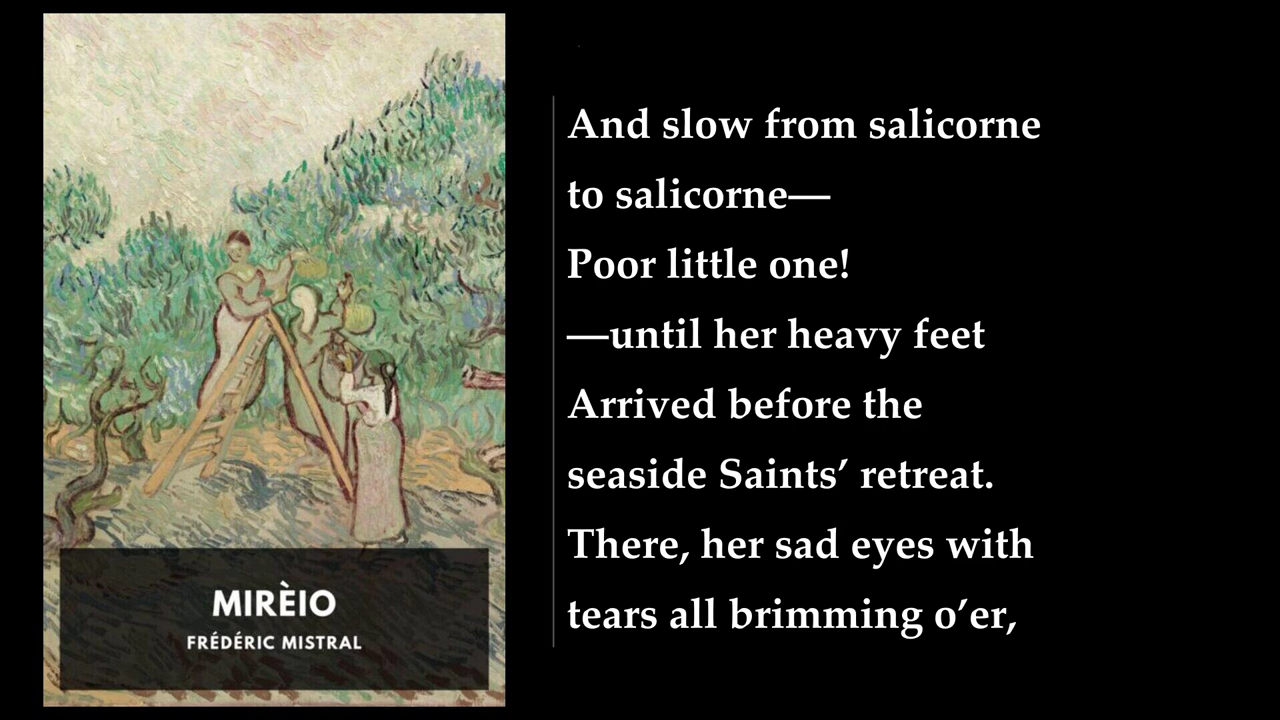 MIRÈIO
FRÉDÉRIC MISTRAL
And slow from salicorne
to salicorne—
Poor little one!
—until her heavy feet
Arrived before the
seaside Saints’ retreat.
There, her sad eyes with
tears all brimming o’er,